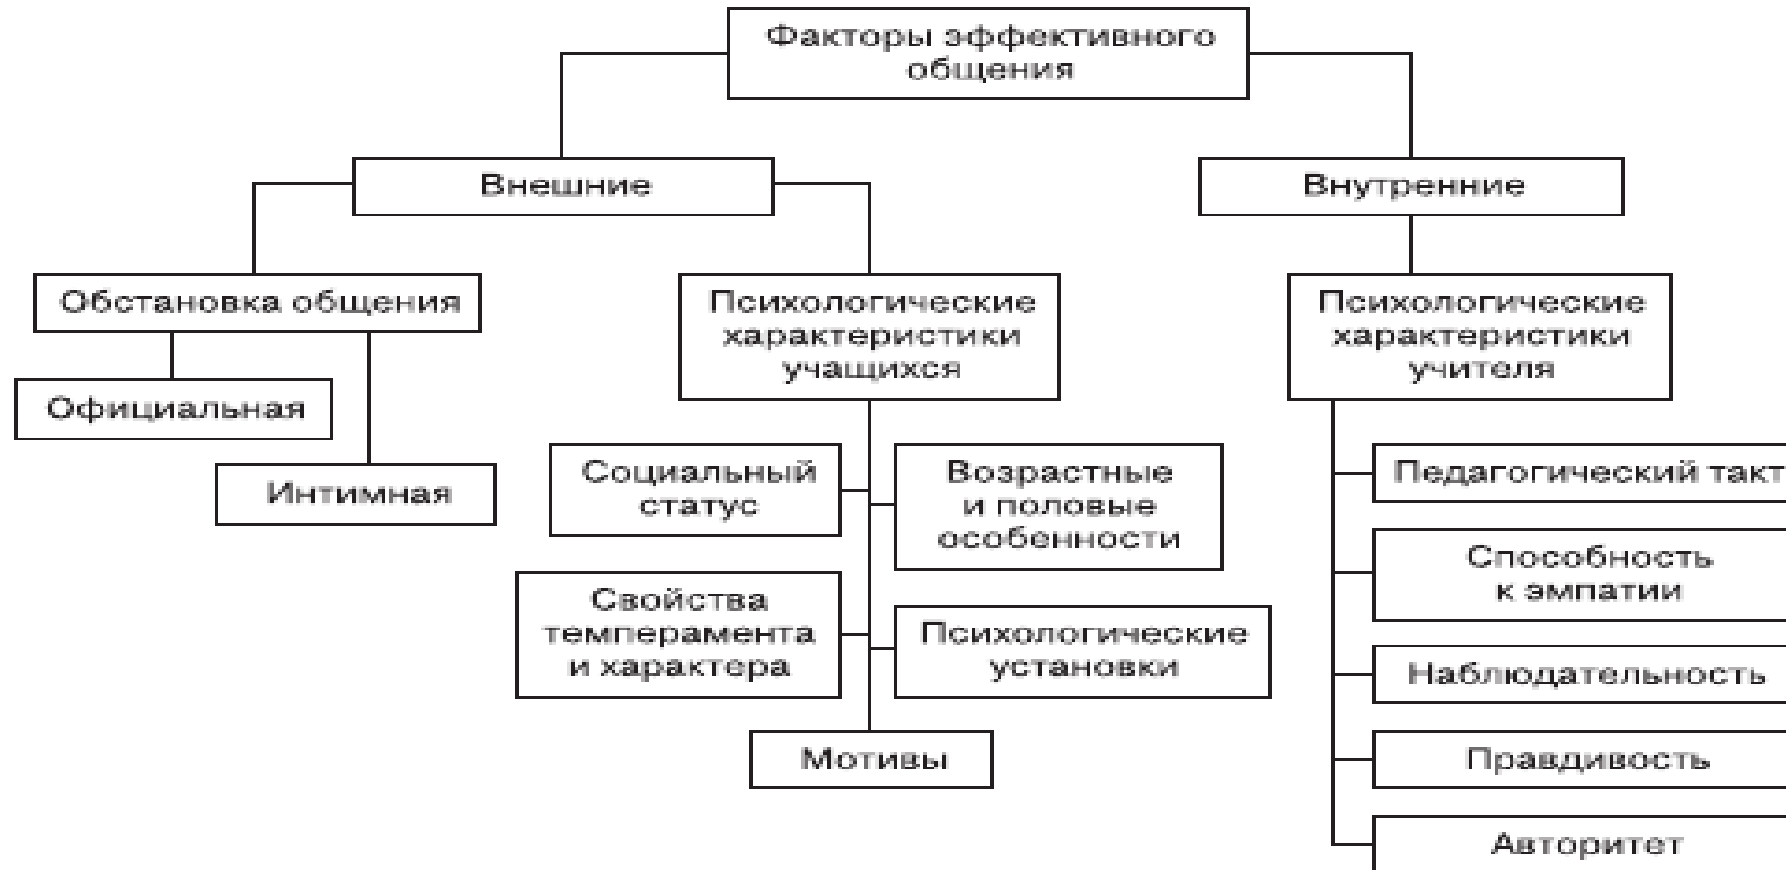 Факторы эффективного
общения
Внешние
Внутренние
Обстановка общения
Официальная
Интимная
Психологические
характеристики
учащихся
Социальный
статус
Возрастные
и половые
особенности
Свойства
темперамента
и характера
Психологические
установки
Мотивы
Психологические
характеристики
учителя
Педагогический такт
Способность
к эмпатии
Наблюдательность
Правдивость
Авторитет